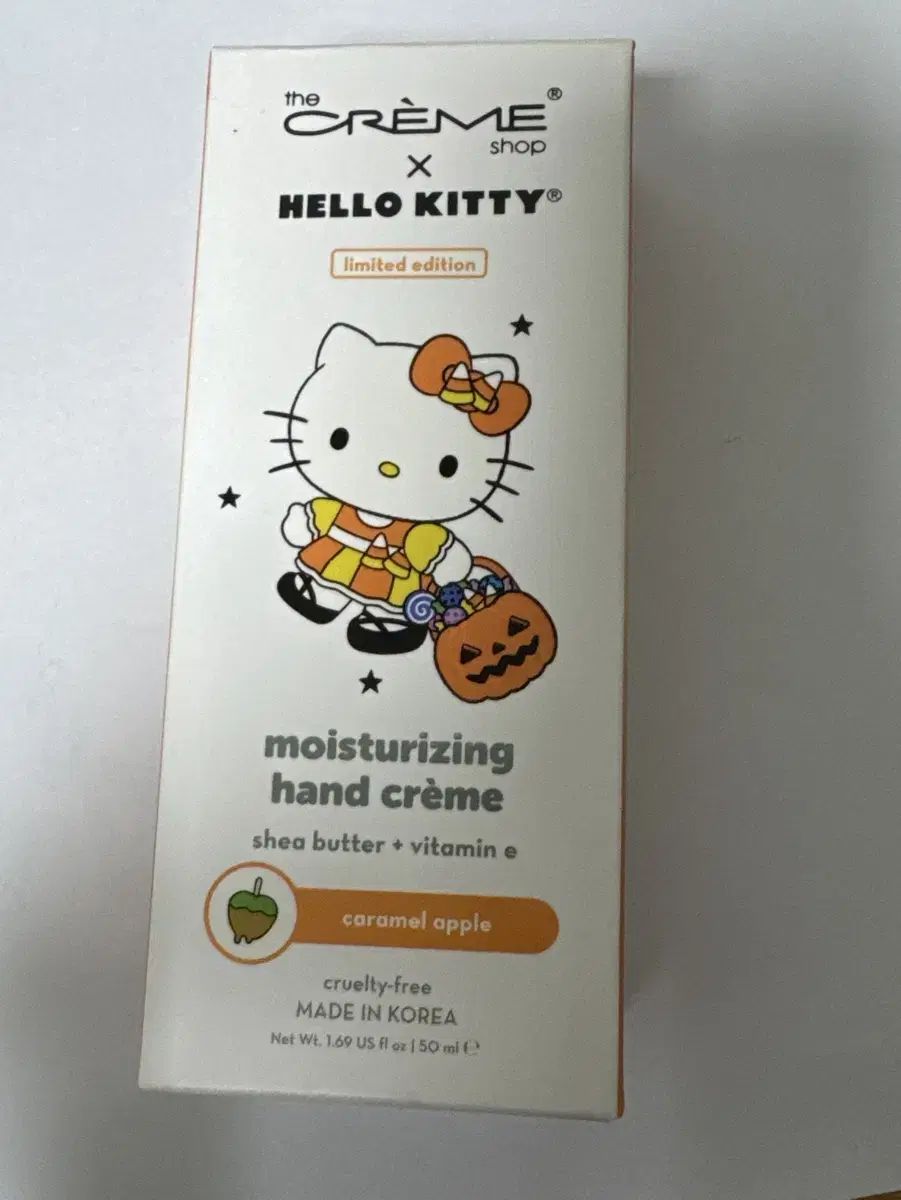 the
CRÈME®
shop
X
HELLO KITTY®
limited edition
moisturizing
hand crème
shea butter + vitamin e
caramel apple
cruelty-free
MADE IN KOREA
Net Wt. 1.69 US fl oz | 50 ml ℮